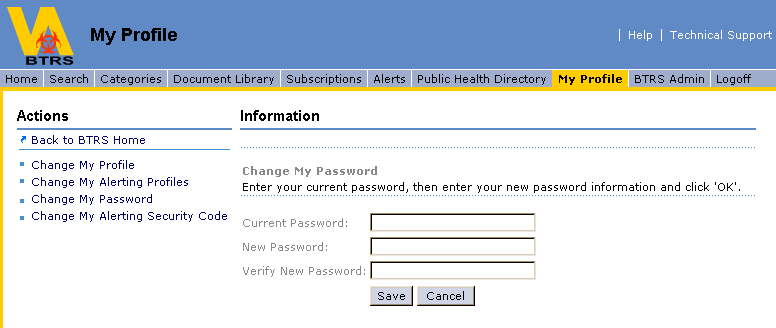 VA
BTRS
My Profile
| Help | Technical Support
Home Search Categories Document Library Subscriptions Alerts Public Health Directory My Profile BTRS Admin Logoff
Actions
Back to BTRS Home
Change My Profile
Change My Alerting Profiles
Change My Password
Change My Alerting Security Code
Information
Change My Password
Enter your current password, then enter your new password information and click 'OK'.
Current Password:
New Password:
Verify New Password:
Save Cancel